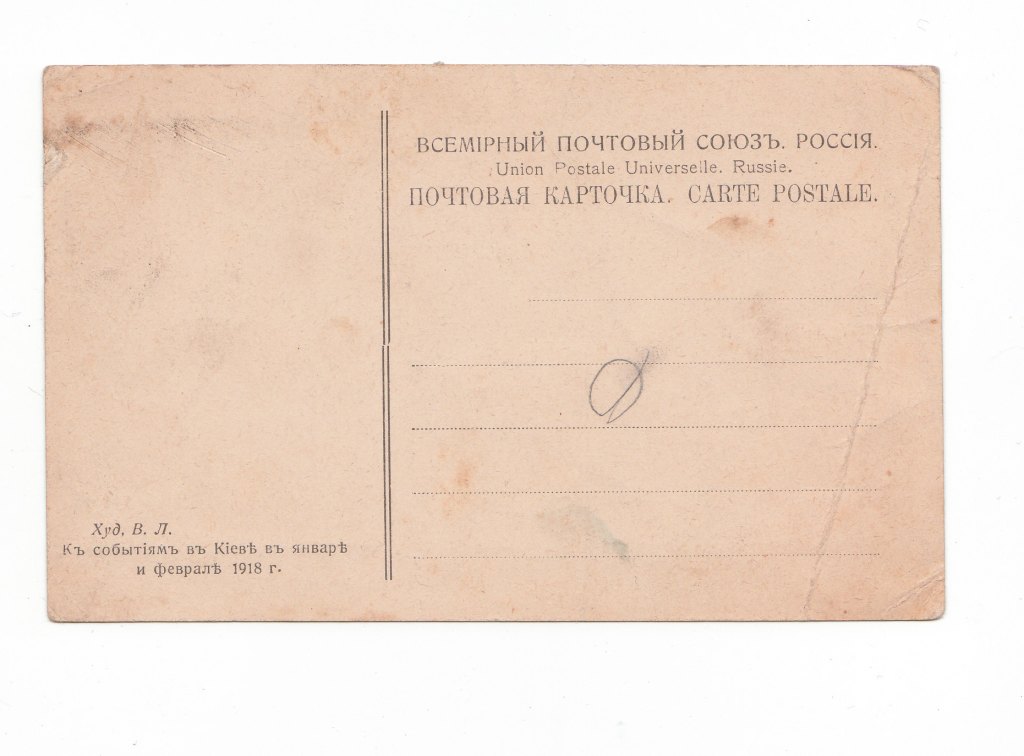 ВСЕМІРНЫЙ ПОЧТОВЫЙ СОЮЗЪ. РОССІЯ.
Union Postale Universelle. Russie.
ПОЧТОВАЯ КАРТОЧКА. CARTE POSTALE.
Худ, В. Л.
Къ событіямъ въ Кіевѣ въ январѣ
и февралѣ 1918 г.